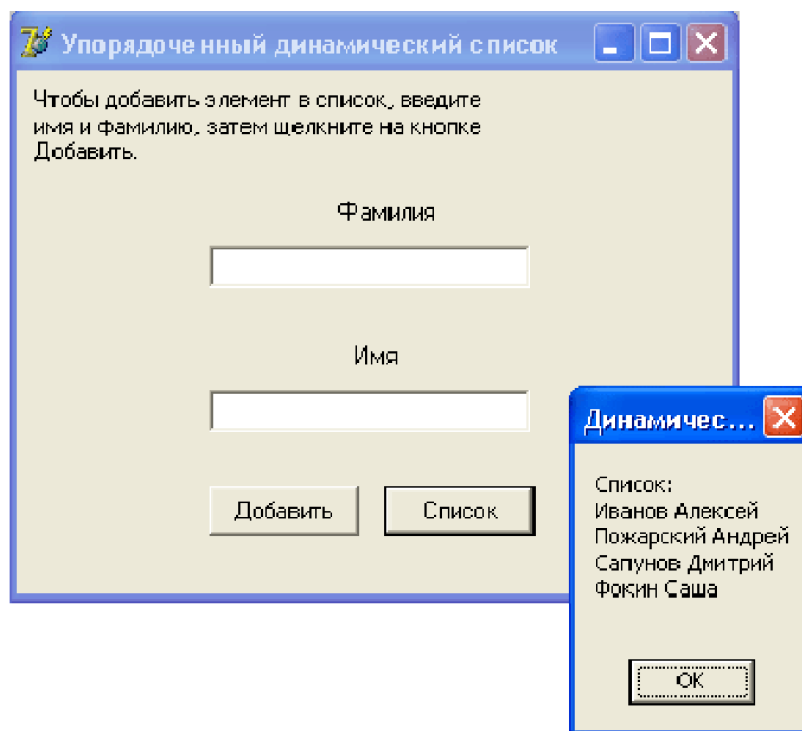 Упорядоченный динамический список
Чтобы добавить элемент в список, введите
имя и фамилию, затем щелкните на кнопке
Добавить.
Фамилия
Имя
Добавить
Список
Динамичес...
Список:
Иванов Алексей
Пожарский Андрей
Сапунов Дмитрий
Фокин Саша
OK